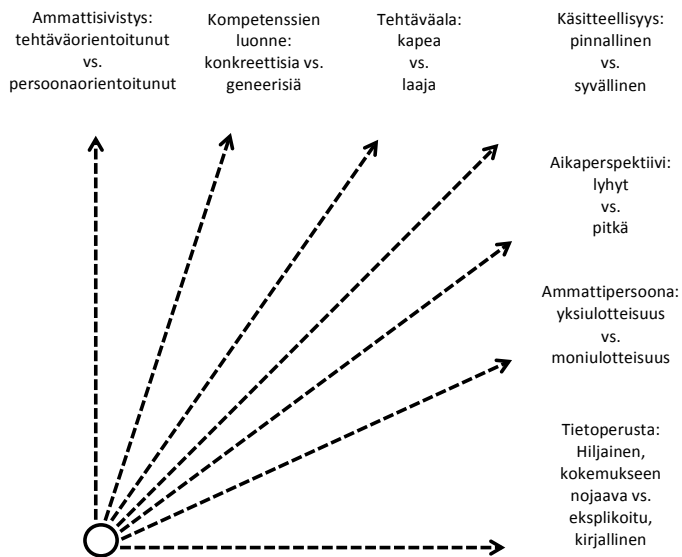 Ammattisivistys:
tehtäväorientoitunut
vs.
persoonaorientoitunut
Kompetenssien
luonne:
konkreettisia vs.
geneerisiä
Tehtäväala:
kapea
vs.
laaja
Käsitteellisyys:
pinnallinen
vs.
syvällinen
Aikaperspektiivi:
lyhyt
vs.
pitkä
Ammattipersoona:
yksiulotteisuus
vs.
moniulotteisuus
Tietoperusta:
Hiljainen,
kokemukseen
nojaava vs.
eksplikoitu,
kirjallinen